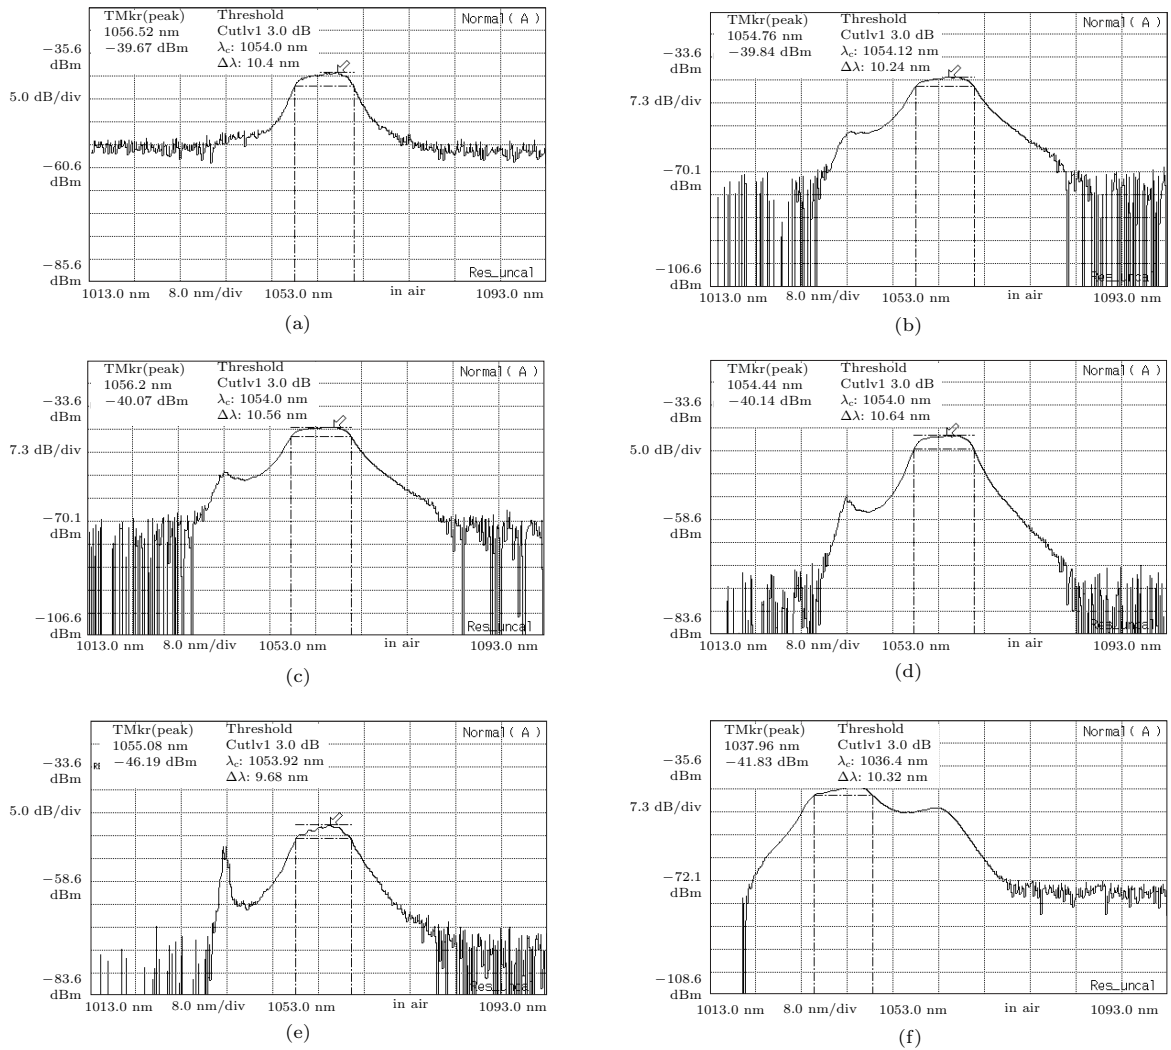 TMkr(peak)
1056.52 nm
−39.67 dBm
Threshold
Cutlv1 3.0 dB
λc: 1054.0 nm
Δλ: 10.4 nm
Normal(A)
−35.6
dBm
5.0 dB/div
−60.6
dBm
−85.6
dBm
Res_uncal
1013.0 nm 8.0 nm/div 1053.0 nm in air 1093.0 nm
(a)
TMkr(peak)
1054.76 nm
−39.84 dBm
Threshold
Cutlv1 3.0 dB
λc: 1054.12 nm
Δλ: 10.24 nm
Normal(A)
−33.6
dBm
7.3 dB/div
−70.1
dBm
−106.6
dBm
Res_uncal
1013.0 nm 8.0 nm/div 1053.0 nm in air 1093.0 nm
(b)
TMkr(peak)
1056.2 nm
−40.07 dBm
Threshold
Cutlv1 3.0 dB
λc: 1054.0 nm
Δλ: 10.56 nm
Normal(A)
−33.6
dBm
7.3 dB/div
−70.1
dBm
−106.6
dBm
Res_uncal
1013.0 nm 8.0 nm/div 1053.0 nm in air 1093.0 nm
(c)
TMkr(peak)
1054.44 nm
−40.14 dBm
Threshold
Cutlv1 3.0 dB
λc: 1054.0 nm
Δλ: 10.64 nm
Normal(A)
−33.6
dBm
5.0 dB/div
−58.6
dBm
−83.6
dBm
Res_uncal
1013.0 nm 8.0 nm/div 1053.0 nm in air 1093.0 nm
(d)
TMkr(peak)
1055.08 nm
−46.19 dBm
Threshold
Cutlv1 3.0 dB
λc: 1053.92 nm
Δλ: 9.68 nm
Normal(A)
−33.6
dBm
5.0 dB/div
−58.6
dBm
−83.6
dBm
Res_uncal
1013.0 nm 8.0 nm/div 1053.0 nm in air 1093.0 nm
(e)
TMkr(peak)
1037.96 nm
−41.83 dBm
Threshold
Cutlv1 3.0 dB
λc: 1036.4 nm
Δλ: 10.32 nm
Normal(A)
−35.6
dBm
7.3 dB/div
−72.1
dBm
−108.6
dBm
Res_uncal
1013.0 nm 8.0 nm/div 1053.0 nm in air 1093.0 nm
(f)